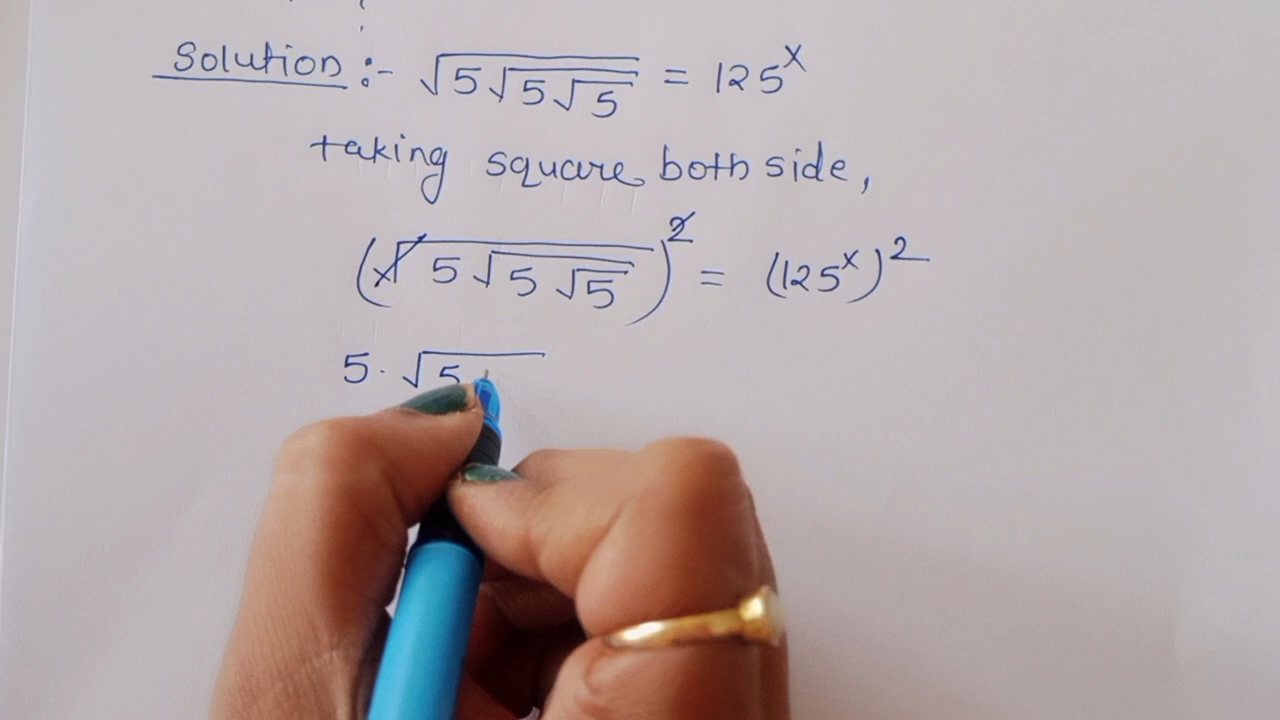 Solution :- √5√5√5 = 125^x
taking square both side,
(√5√5√5)^2 = (125^x)^2
5·√5